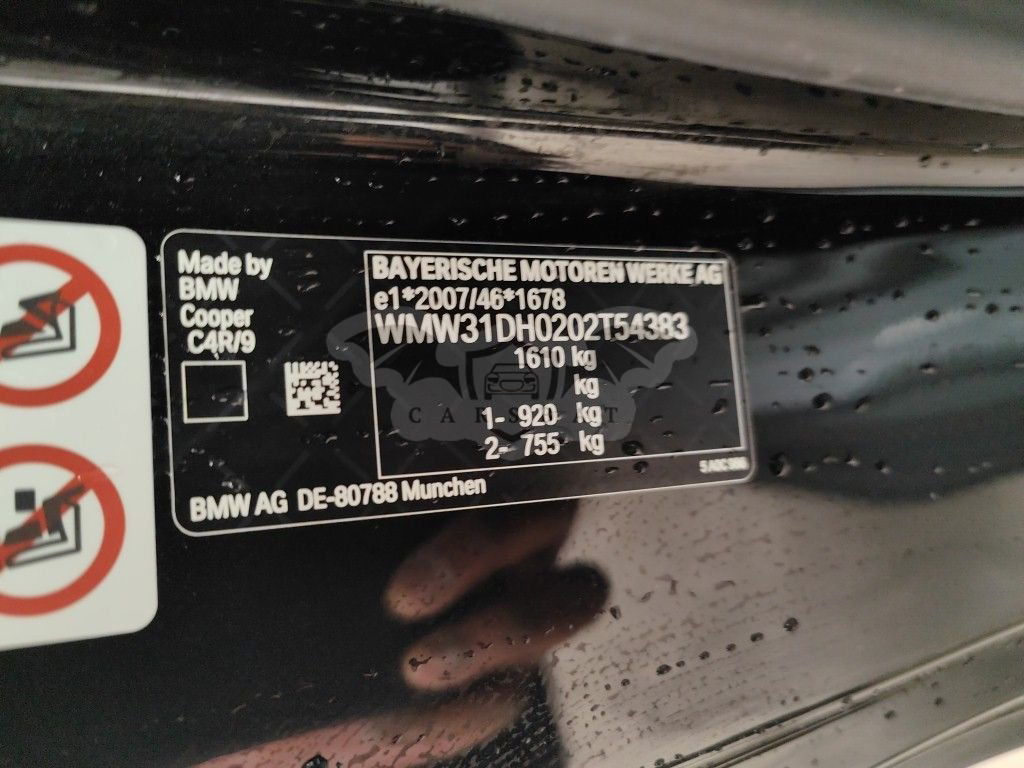 Made by
BMW
Cooper
C4R/9
BAYERISCHE MOTOREN WERKE AG
e1*2007/46*1678
WMW31DH0202T54383
1610 kg
kg
1- 920 kg
2- 755 kg
BMW AG DE-80788 Munchen